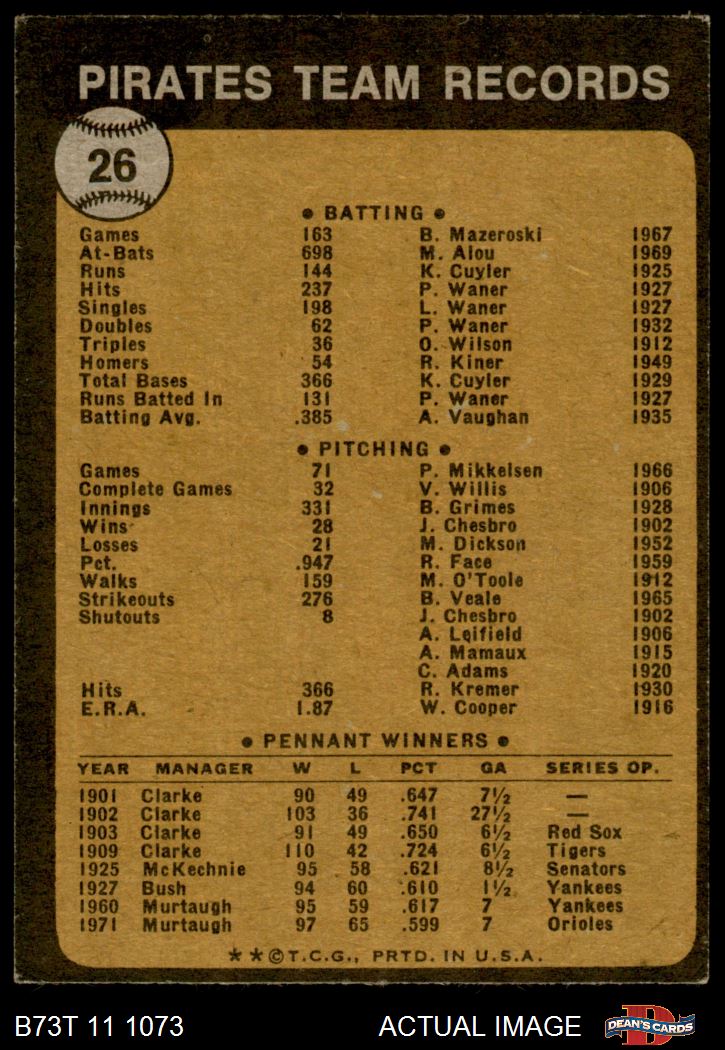 PIRATES TEAM RECORDS
26
● BATTING ●
Games 163 B. Mazeroski 1967
At-Bats 698 M. Alou 1969
Runs 144 K. Cuyler 1925
Hits 237 P. Waner 1927
Singles 198 L. Waner 1927
Doubles 62 P. Waner 1932
Triples 36 O. Wilson 1912
Homers 54 R. Kiner 1949
Total Bases 366 K. Cuyler 1929
Runs Batted In 131 P. Waner 1927
Batting Avg. .385 A. Vaughan 1935
● PITCHING ●
Games 71 P. Mikkelsen 1966
Complete Games 32 V. Willis 1906
Innings 331 B. Grimes 1928
Wins 28 J. Chesbro 1902
Losses 21 M. Dickson 1952
Pct. .947 R. Face 1959
Walks 159 M. O'Toole 1912
Strikeouts 276 B. Veale 1965
Shutouts 8 J. Chesbro 1902
A. Leifield 1906
A. Mamaux 1915
C. Adams 1920
Hits 366 R. Kremer 1930
E.R.A. 1.87 W. Cooper 1916
● PENNANT WINNERS ●
YEAR MANAGER W L PCT GA SERIES OP.
1901 Clarke 90 49 .647 7½ —
1902 Clarke 103 36 .741 27½ —
1903 Clarke 91 49 .650 6½ Red Sox
1909 Clarke 110 42 .724 6½ Tigers
1925 McKechnie 95 58 .621 8½ Senators
1927 Bush 94 60 .610 1½ Yankees
1960 Murtaugh 95 59 .617 7 Yankees
1971 Murtaugh 97 65 .599 7 Orioles
★★©T.C.G., PRTD. IN U.S.A.
B73T 11 1073 ACTUAL IMAGE DEAN'S CARDS